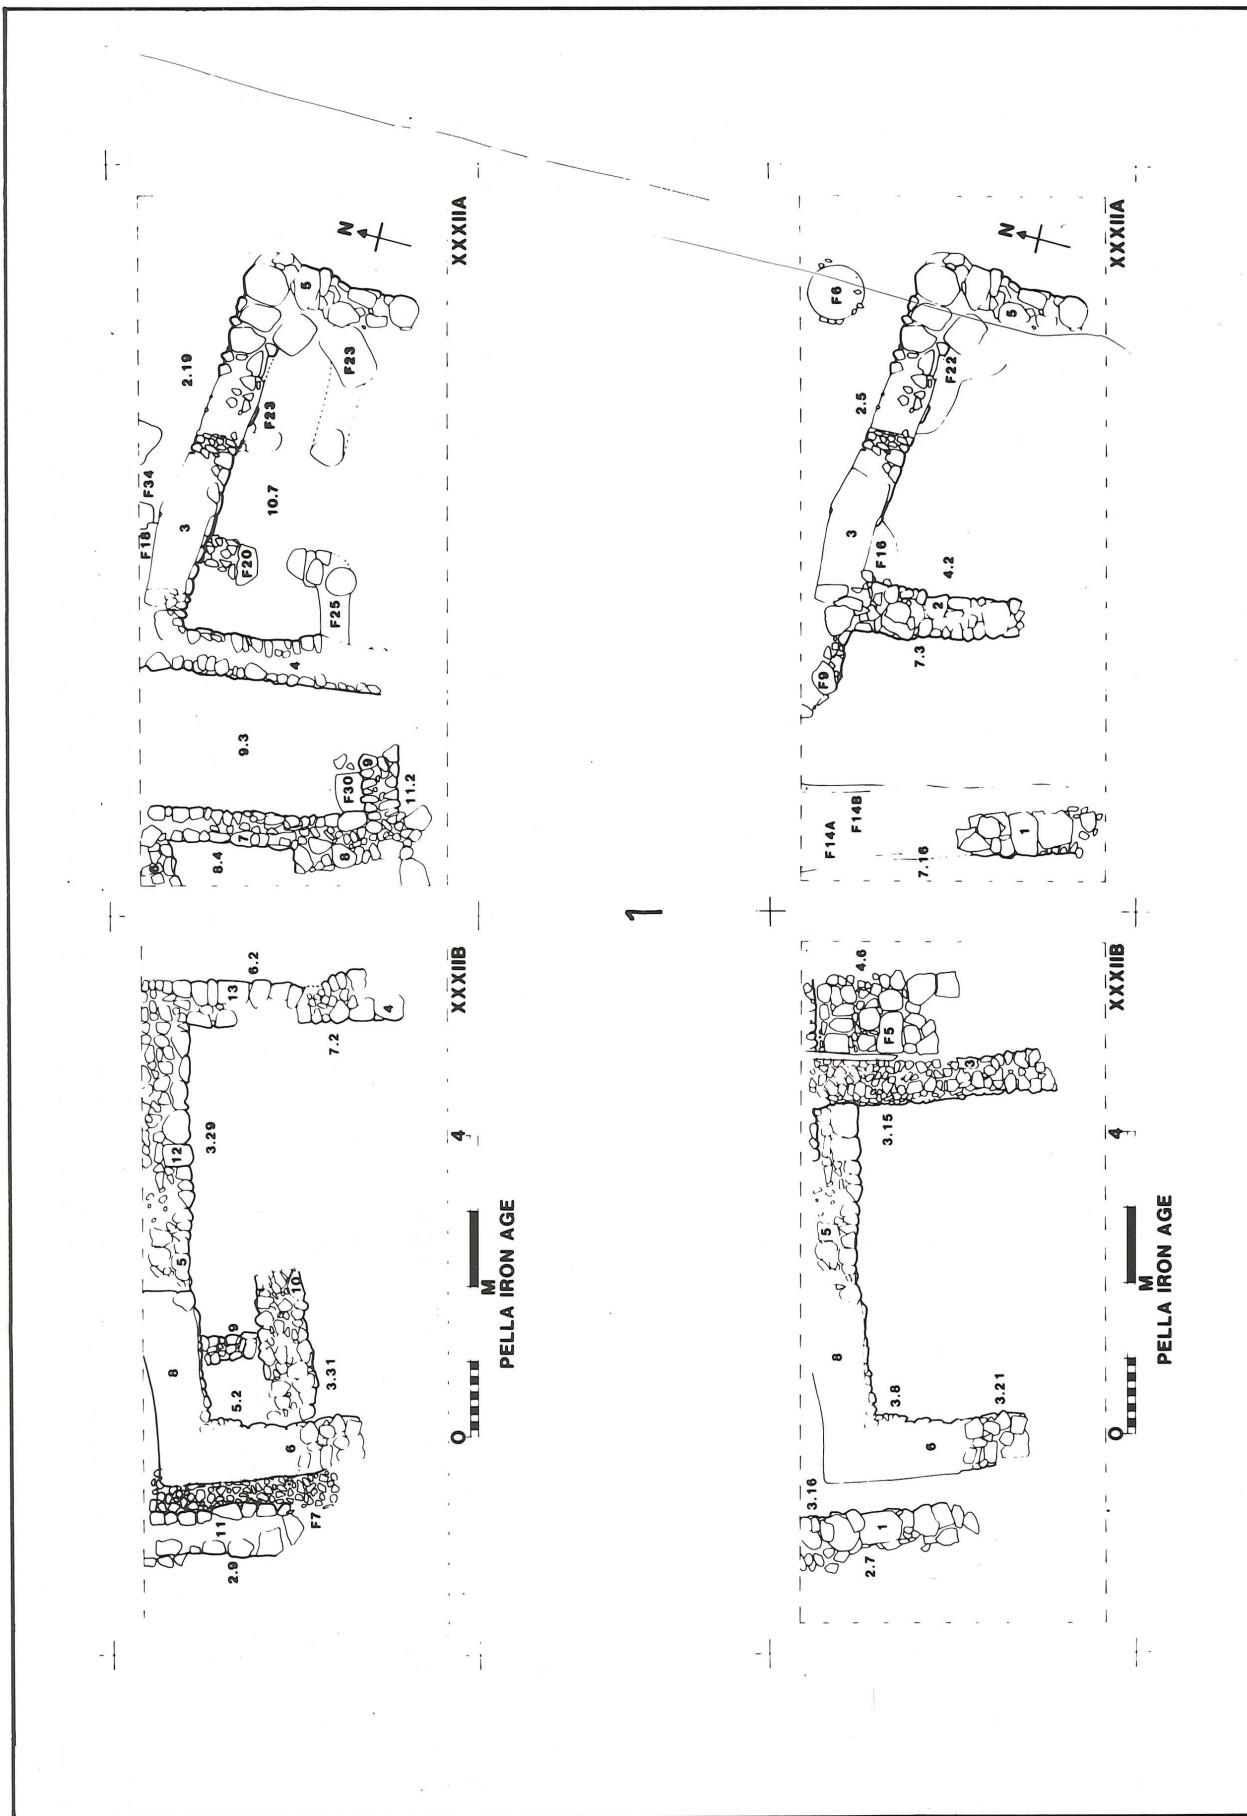 F18
F34
2.19
3
F20
F23
F23
5
10.7
F25
4
9.3
6
7
8.4
8
F30
9
11.2
N
XXXIIA
6.2
13
4
7.2
12
3.29
5
10
9
8
5.2
3.31
6
11
F7
2.9
XXXIIB
0
M
4
PELLA IRON AGE
1
F6
5
2.5
F22
3
F16
2
4.2
F9
7.3
F14A
F14B
7.16
1
N
XXXIIA
4.6
F5
3
3.15
5
8
3.8
3.21
6
3.16
1
2.7
XXXIIB
0
M
4
PELLA IRON AGE